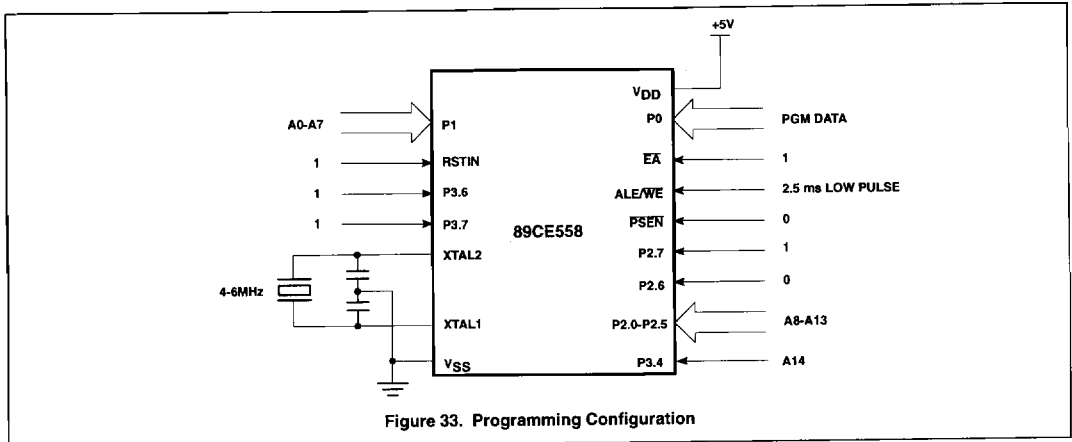 +5V
VDD
A0-A7
P1
P0
PGM DATA
1
RSTIN
EA
1
1
P3.6
ALE/WE
2.5 ms LOW PULSE
1
P3.7
89CE558
PSEN
0
XTAL2
P2.7
1
4-6MHz
P2.6
0
XTAL1
P2.0-P2.5
A8-A13
VSS
P3.4
A14
Figure 33. Programming Configuration